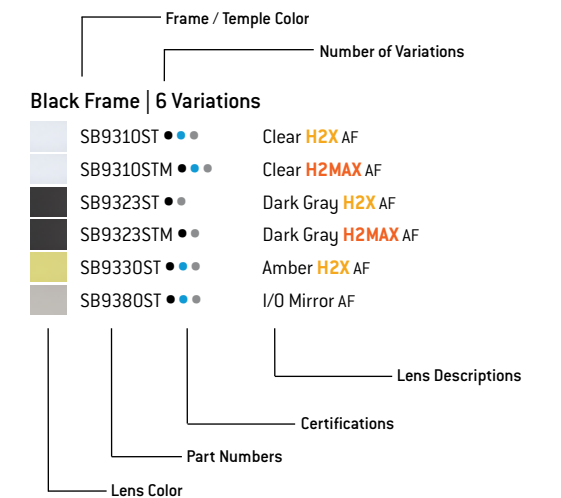 Frame / Temple Color
Number of Variations
Black Frame | 6 Variations
SB9310ST Clear H2X AF
SB9310STM Clear H2MAX AF
SB9323ST Dark Gray H2X AF
SB9323STM Dark Gray H2MAX AF
SB9330ST Amber H2X AF
SB9380ST I/O Mirror AF
Lens Descriptions
Certifications
Part Numbers
Lens Color